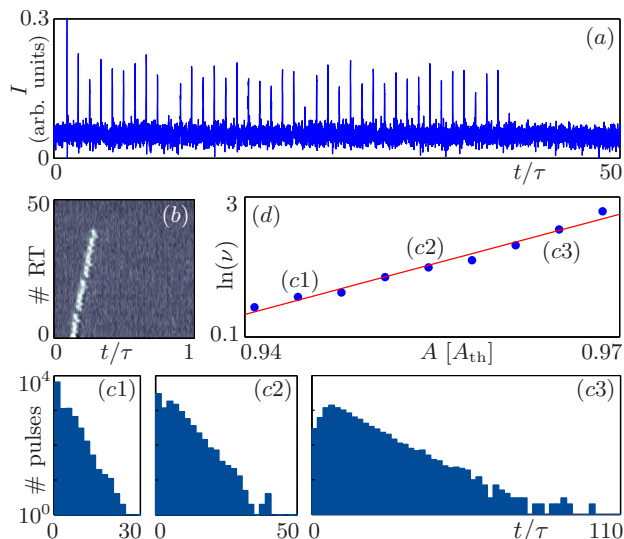 0.3
(a)
I
(arb. units)
0
0
t/τ
50
50
(b)
# RT
0
0
t/τ
1
3
(d)
ln(ν)
(c1)
(c2)
(c3)
0.1
0.94
A [A_th]
0.97
10^4
(c1)
(c2)
(c3)
# pulses
10^0
0
30
0
50
0
t/τ
110